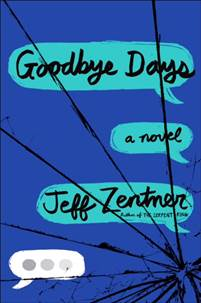 Goodbye Days
a novel
Jeff Zentner
Author of THE SERPENT KING